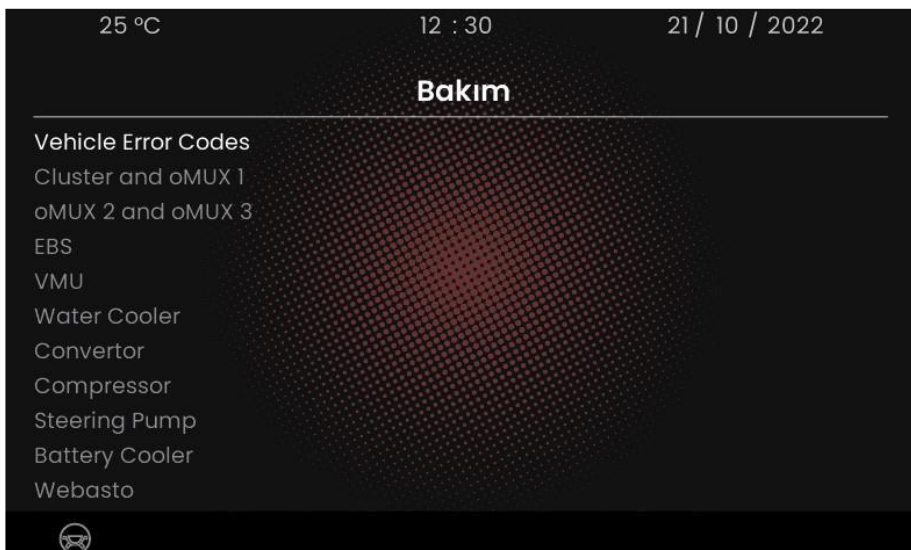 25 ºC 12 : 30 21 / 10 / 2022
Bakım
Vehicle Error Codes
Cluster and oMUX 1
oMUX 2 and oMUX 3
EBS
VMU
Water Cooler
Convertor
Compressor
Steering Pump
Battery Cooler
Webasto